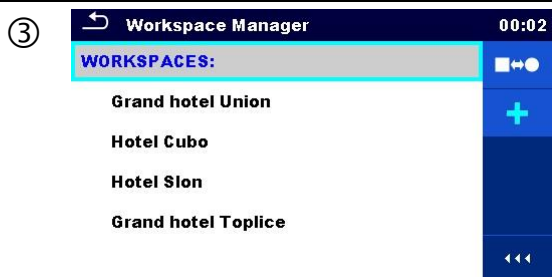 ③
Workspace Manager 00:02
WORKSPACES:
Grand hotel Union
Hotel Cubo
Hotel Slon
Grand hotel Toplice